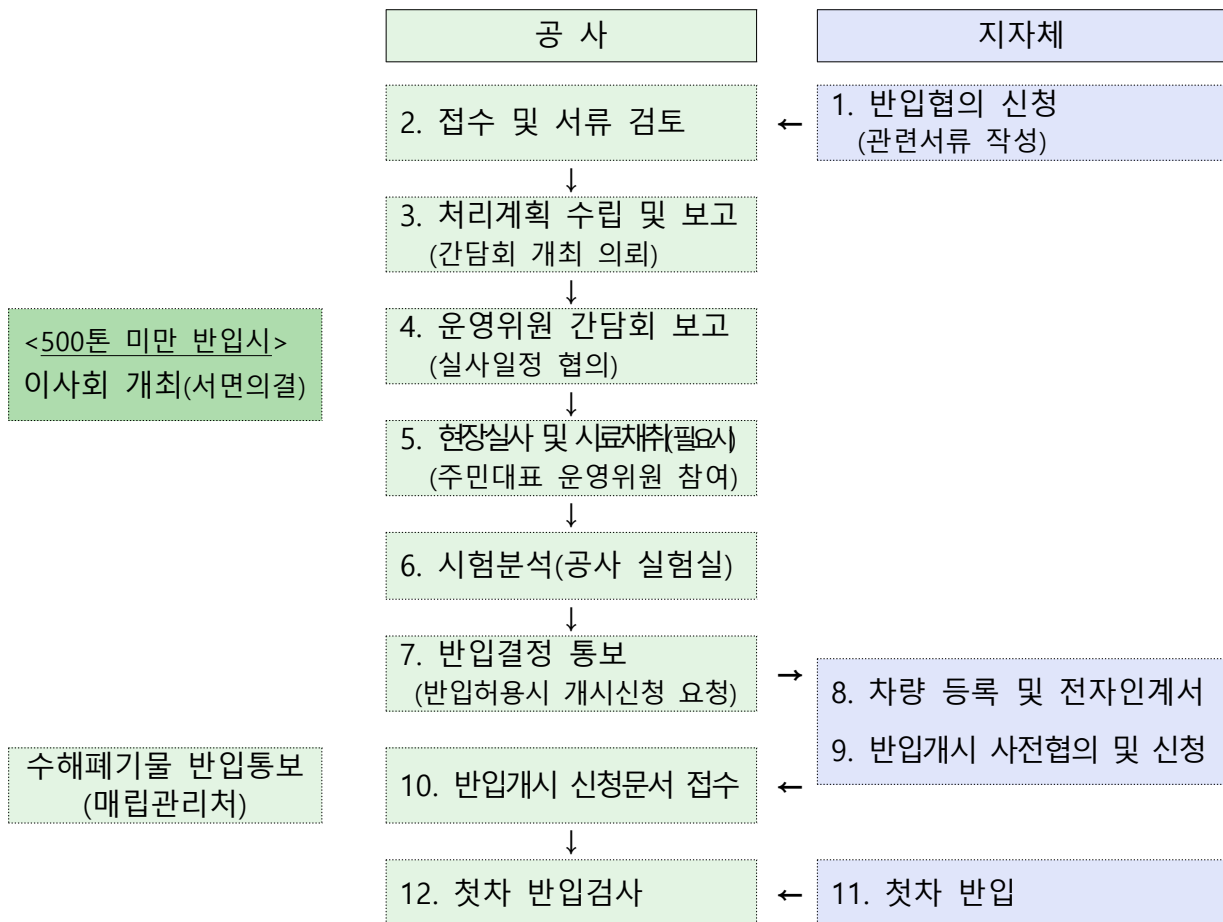 공 사
지자체
1. 반입협의 신청
(관련서류 작성)
2. 접수 및 서류 검토
←
↓
3. 처리계획 수립 및 보고
(간담회 개최 의뢰)
↓
<500톤 미만 반입시>
이사회 개최(서면의결)
4. 운영위원 간담회 보고
(실사일정 협의)
↓
5. 현장실사 및 시료채취(필요시)
(주민대표 운영위원 참여)
↓
6. 시험분석(공사 실험실)
↓
7. 반입결정 통보
(반입허용시 개시신청 요청)
→
8. 차량 등록 및 전자인계서
9. 반입개시 사전협의 및 신청
수해폐기물 반입통보
(매립관리처)
10. 반입개시 신청문서 접수
←
↓
11. 첫차 반입
12. 첫차 반입검사
←